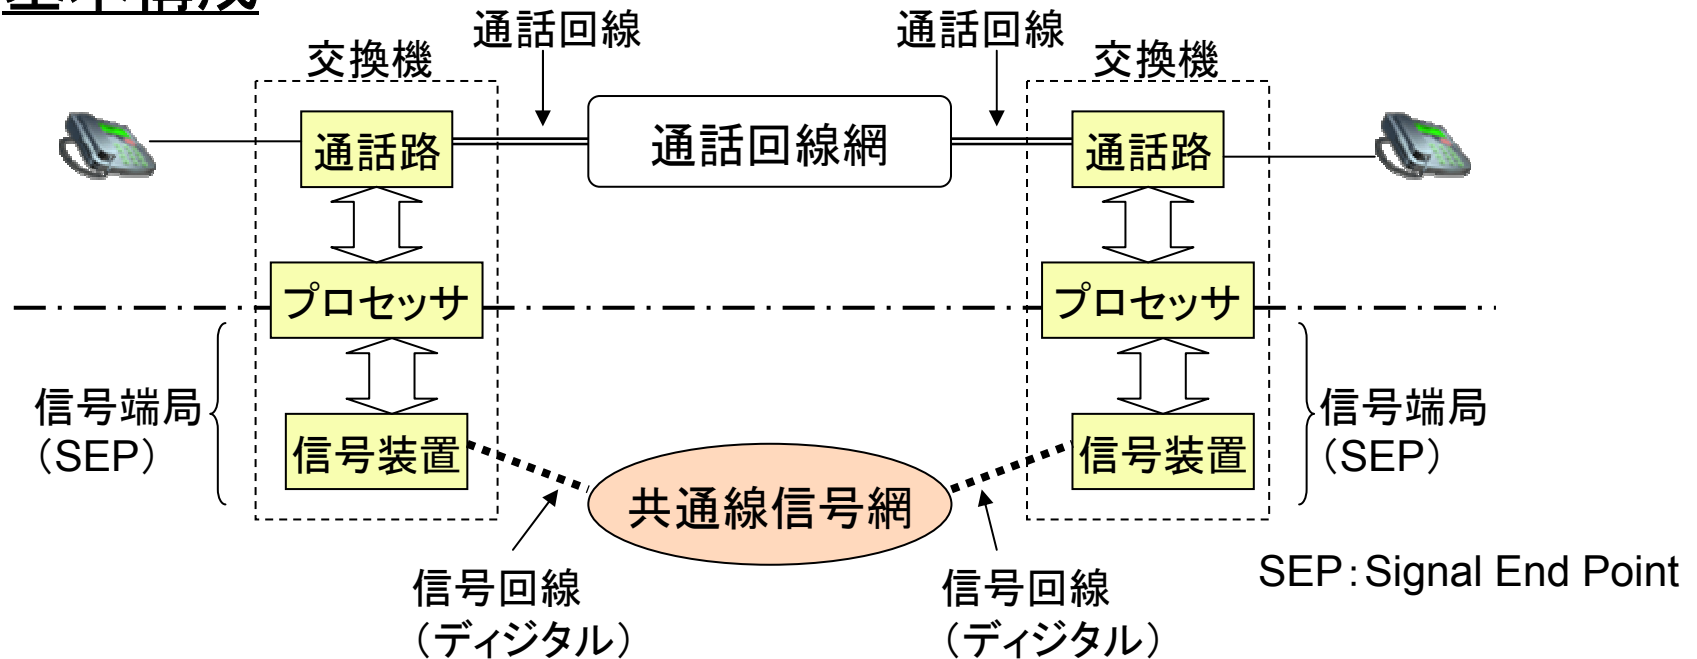 基本構成
通話回線
通話回線
交換機
交換機
通話路
通話回線網
通話路
プロセッサ
プロセッサ
信号端局
（SEP）
信号端局
（SEP）
信号装置
信号装置
共通線信号網
信号回線
（ディジタル）
信号回線
（ディジタル）
SEP：Signal End Point